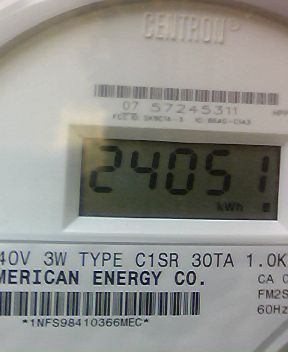 CENTRON®
07 57245311
24051
kWh
40V 3W TYPE C1SR 30TA 1.0K
MERICAN ENERGY CO.
CA 0
FM2S
60Hz
*1NFS98410366MEC*